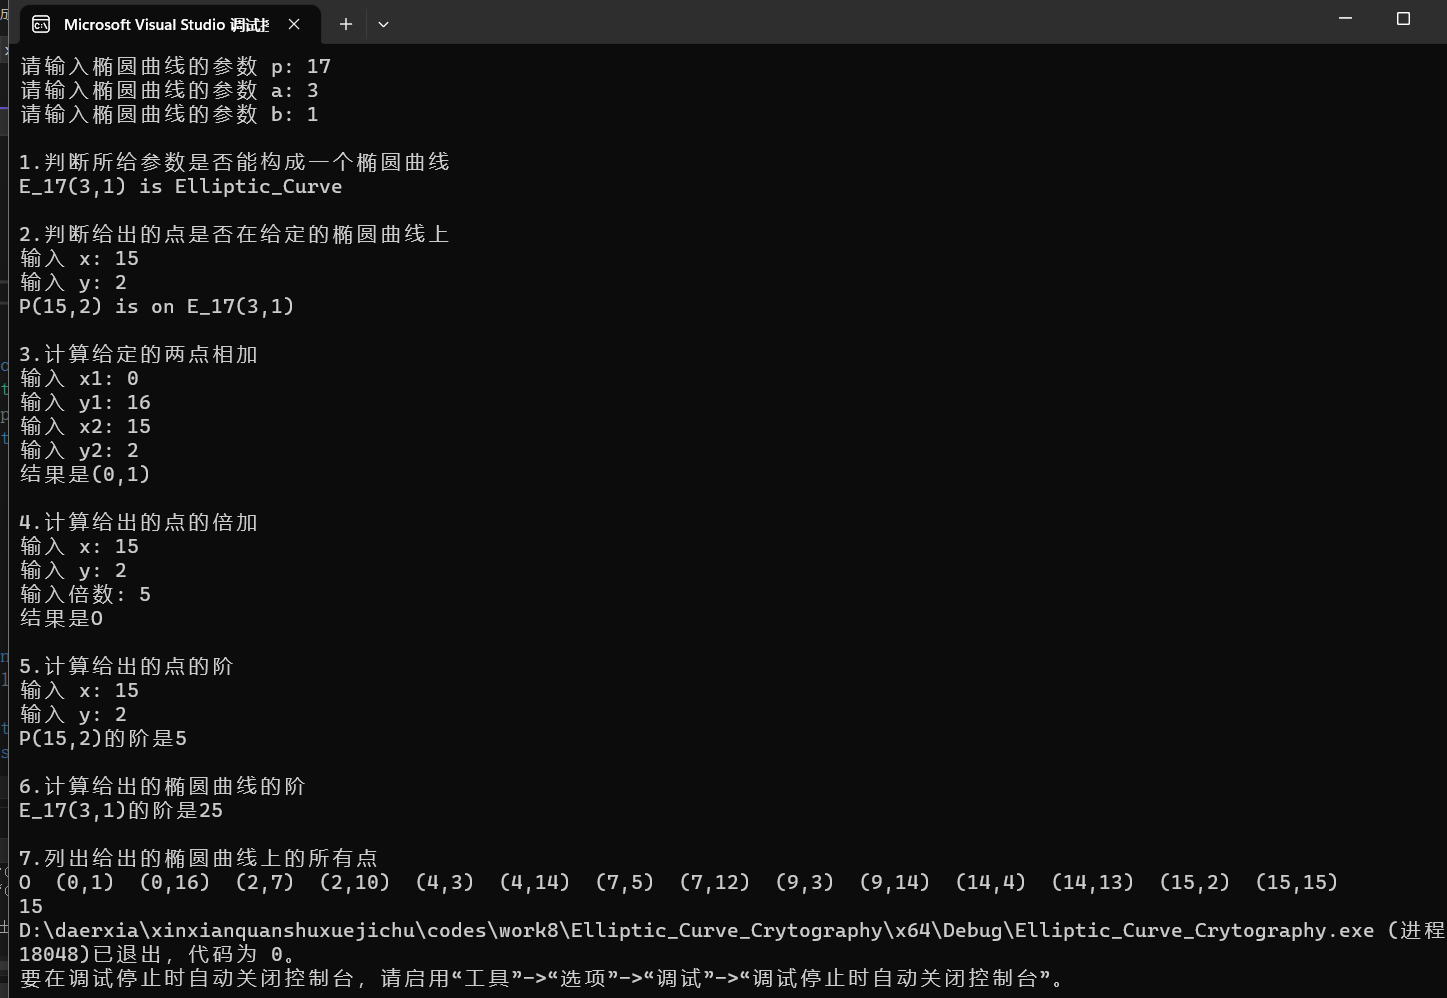 Microsoft Visual Studio 调试
请输入椭圆曲线的参数 p: 17
请输入椭圆曲线的参数 a: 3
请输入椭圆曲线的参数 b: 1
1.判断所给参数是否能构成一个椭圆曲线
E_17(3,1) is Elliptic_Curve
2.判断给出的点是否在给定的椭圆曲线上
输入 x: 15
输入 y: 2
P(15,2) is on E_17(3,1)
3.计算给定的两点相加
输入 x1: 0
输入 y1: 16
输入 x2: 15
输入 y2: 2
结果是(0,1)
4.计算给出的点的倍加
输入 x: 15
输入 y: 2
输入倍数: 5
结果是O
5.计算给出的点的阶
输入 x: 15
输入 y: 2
P(15,2)的阶是5
6.计算给出的椭圆曲线的阶
E_17(3,1)的阶是25
7.列出给出的椭圆曲线上的所有点
O  (0,1)  (0,16)  (2,7)  (2,10)  (4,3)  (4,14)  (7,5)  (7,12)  (9,3)  (9,14)  (14,4)  (14,13)  (15,2)  (15,15)
15
D:\daerxia\xinxianquanshuxuejichu\codes\work8\Elliptic_Curve_Crytography\x64\Debug\Elliptic_Curve_Crytography.exe (进程
18048)已退出，代码为 0。
要在调试停止时自动关闭控制台，请启用“工具”->“选项”->“调试”->“调试停止时自动关闭控制台”。